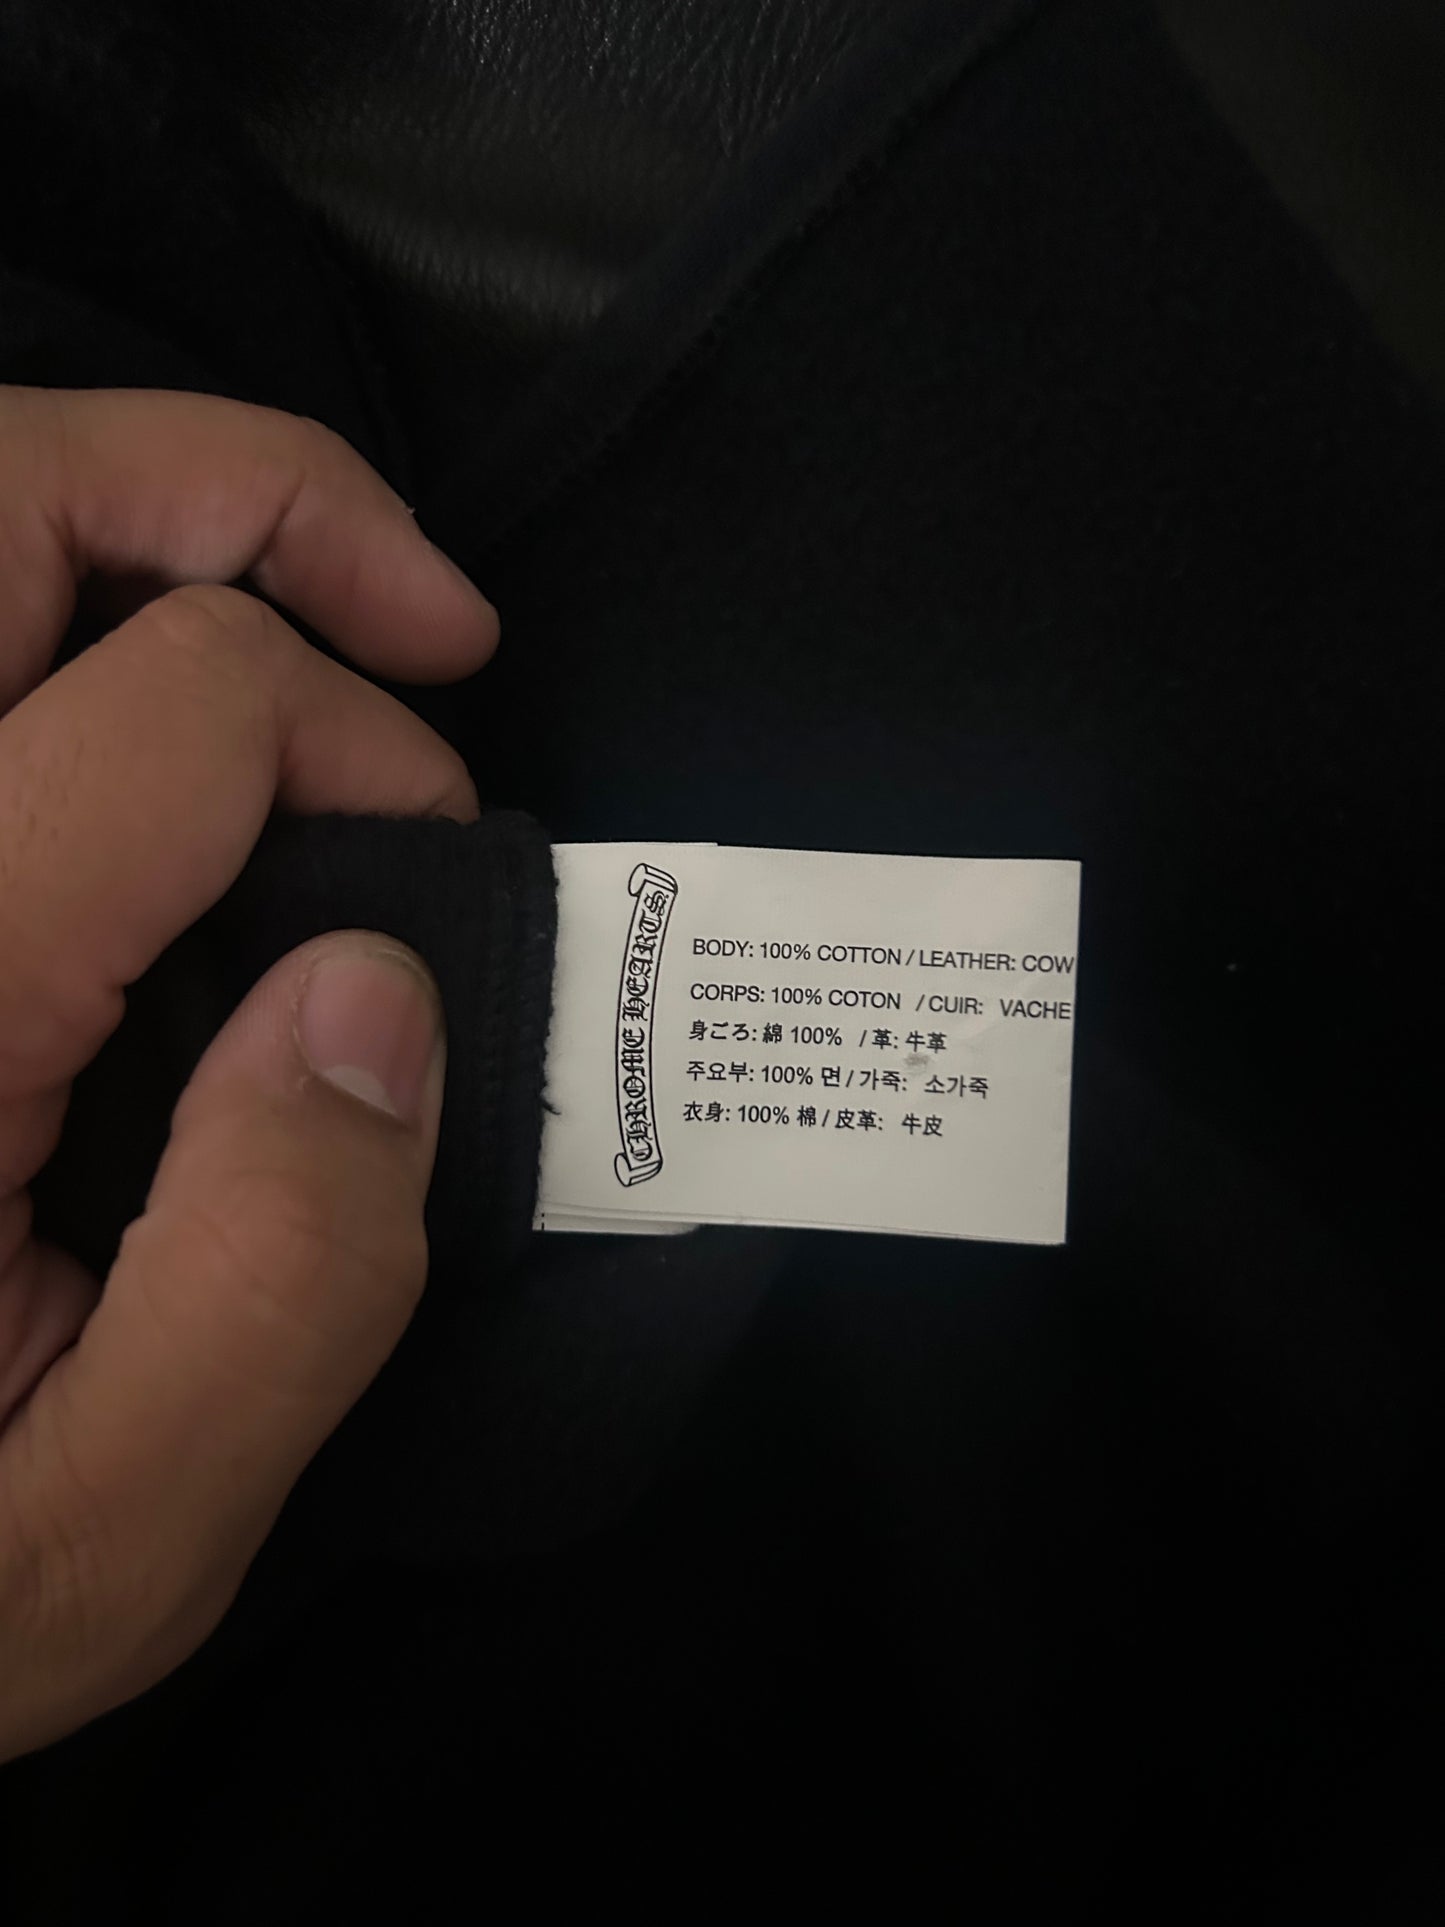 CHROME HEARTS
BODY: 100% COTTON / LEATHER: COW
CORPS: 100% COTON / CUIR: VACHE
身ごろ: 綿 100% / 革: 牛革
주요부: 100% 면 / 가죽: 소가죽
衣身: 100% 棉 / 皮革: 牛皮